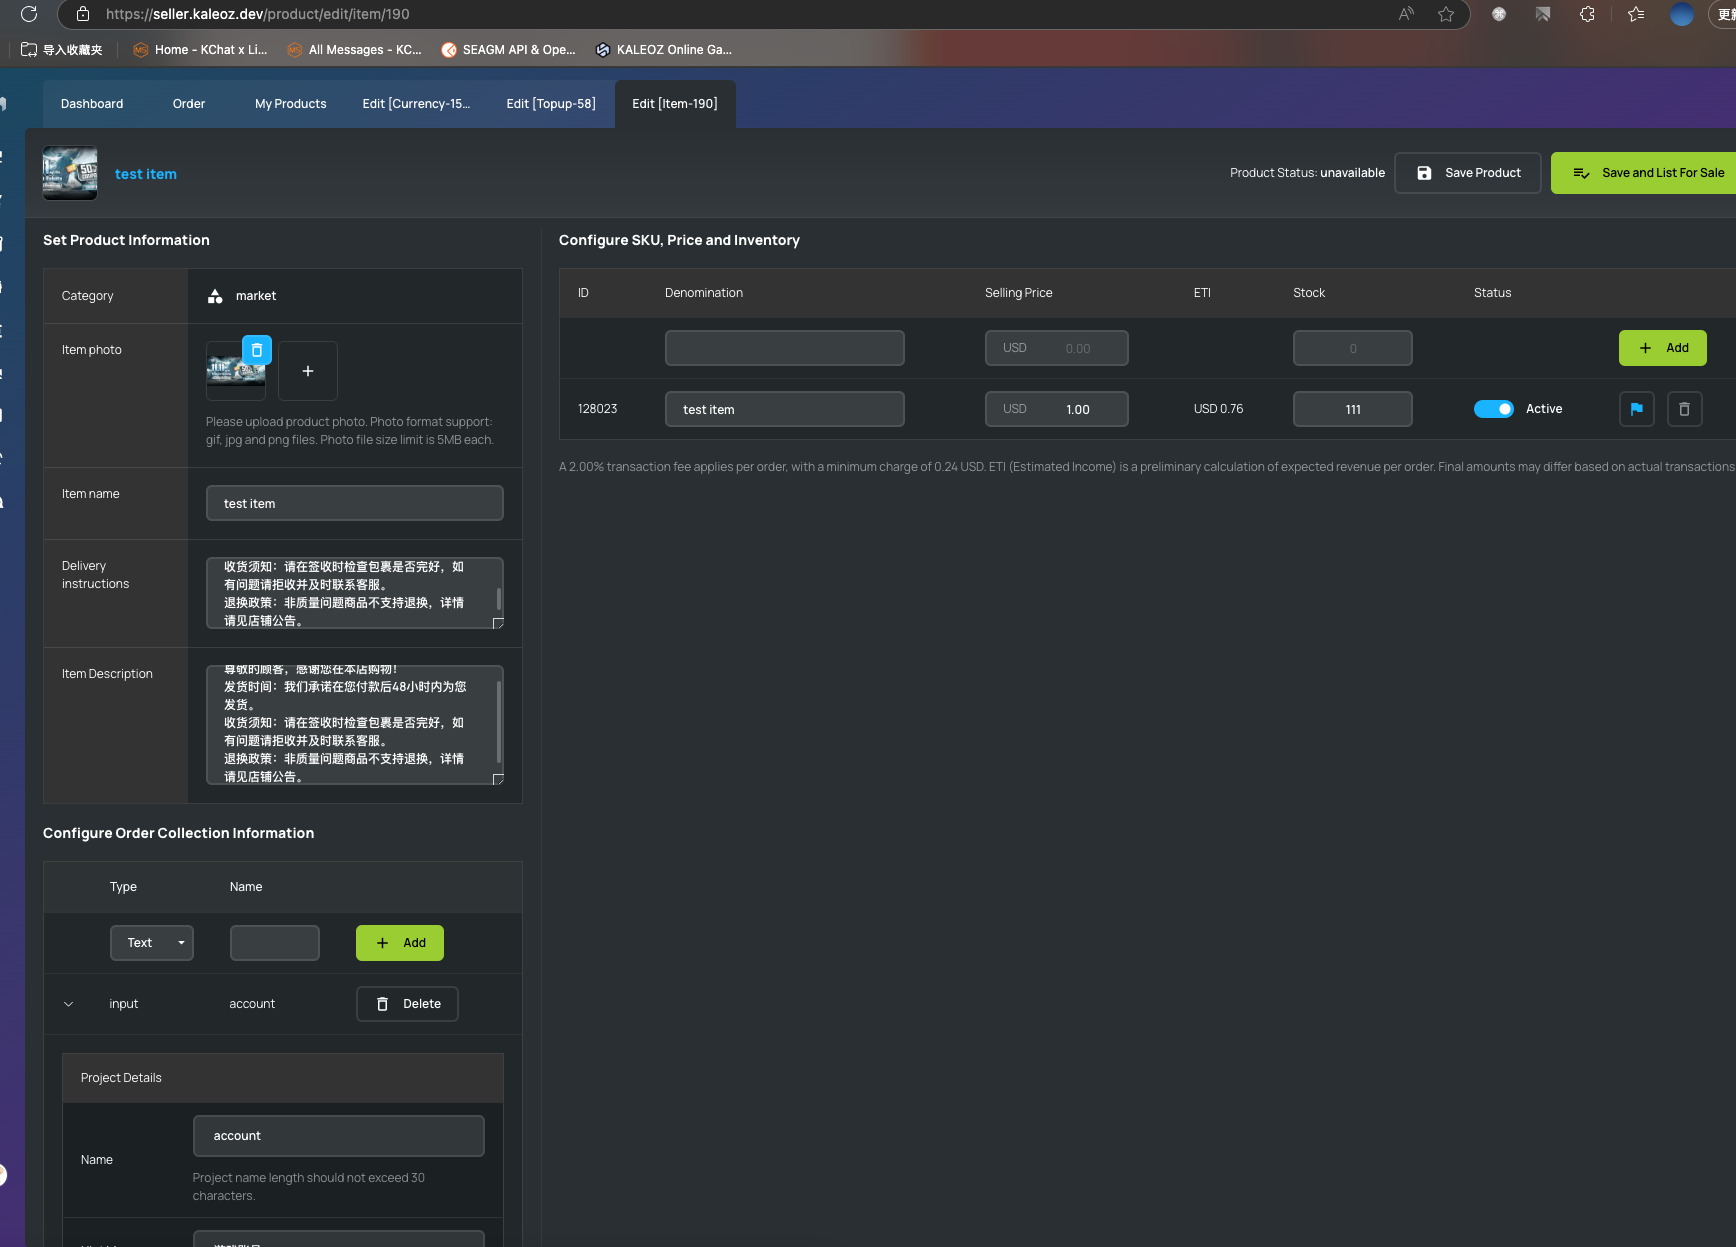 https://seller.kaleoz.dev/product/edit/item/190
导入收藏夹
Home - KChat x Li...
All Messages - KC...
SEAGM API & Ope...
KALEOZ Online Ga...
Dashboard
Order
My Products
Edit [Currency-15...
Edit [Topup-58]
Edit [Item-190]
test item
Product Status: unavailable
Save Product
Save and List For Sale
Set Product Information
Category
market
Item photo
Please upload product photo. Photo format support:
gif, jpg and png files. Photo file size limit is 5MB each.
Item name
test item
Delivery
instructions
收货须知：请在签收时检查包裹是否完好，如
有问题请拒收并及时联系客服。
退换政策：非质量问题商品不支持退换，详情
请见店铺公告。
Item Description
尊敬的顾客，感谢您在本店购物！
发货时间：我们承诺在您付款后48小时内为您
发货。
收货须知：请在签收时检查包裹是否完好，如
有问题请拒收并及时联系客服。
退换政策：非质量问题商品不支持退换，详情
请见店铺公告。
Configure Order Collection Information
Type
Name
Text
Add
input
account
Delete
Project Details
Name
account
Project name length should not exceed 30
characters.
Configure SKU, Price and Inventory
ID
Denomination
Selling Price
ETI
Stock
Status
USD
0.00
0
Add
128023
test item
USD
1.00
USD 0.76
111
Active
A 2.00% transaction fee applies per order, with a minimum charge of 0.24 USD. ETI (Estimated Income) is a preliminary calculation of expected revenue per order. Final amounts may differ based on actual transactions